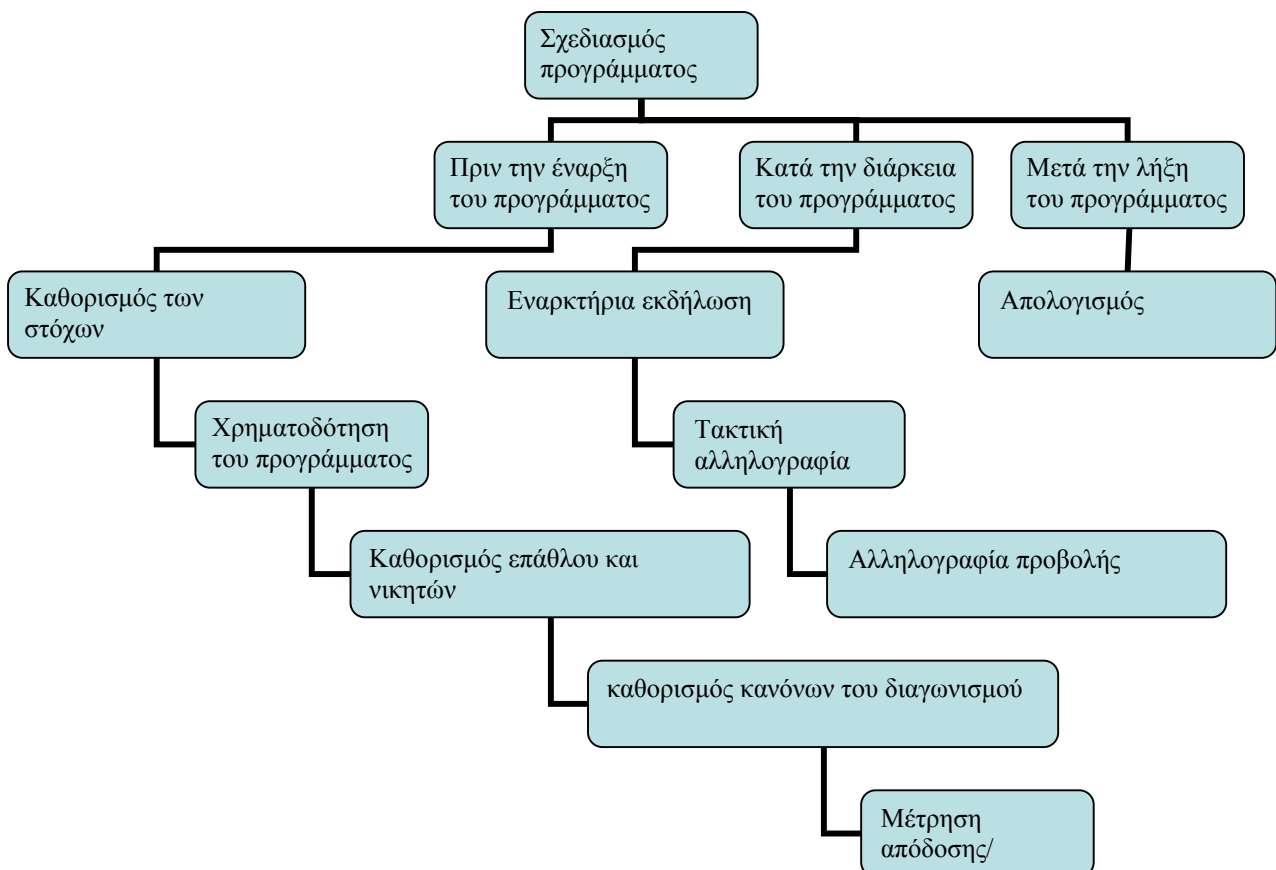 Σχεδιασμός
προγράμματος
Πριν την έναρξη
του προγράμματος
Κατά την διάρκεια
του προγράμματος
Μετά την λήξη
του προγράμματος
Καθορισμός των
στόχων
Εναρκτήρια εκδήλωση
Απολογισμός
Χρηματοδότηση
του προγράμματος
Τακτική
αλληλογραφία
Καθορισμός επάθλου και
νικητών
Αλληλογραφία προβολής
καθορισμός κανόνων του διαγωνισμού
Μέτρηση
απόδοσης/